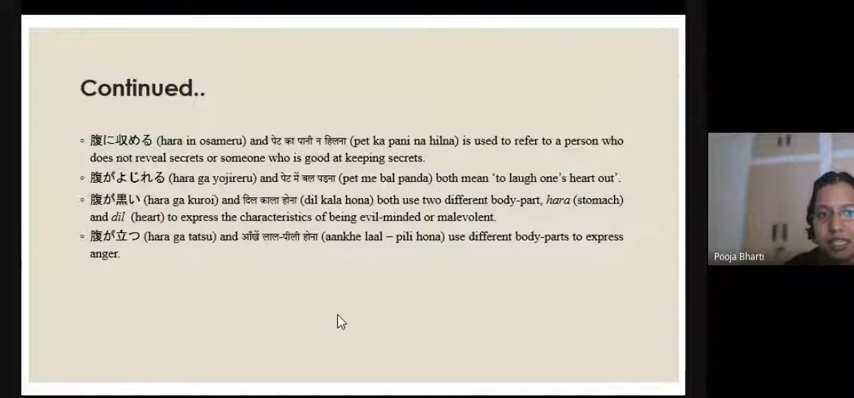 Continued..
◦ 腹に収める (hara in osameru) and पेट का पानी न हिलना (pet ka pani na hilna) is used to refer to a person who
does not reveal secrets or someone who is good at keeping secrets.
◦ 腹がよじれる (hara ga yojireru) and पेट में बल पड़ना (pet me bal panda) both mean ‘to laugh one’s heart out’.
◦ 腹が黒い (hara ga kuroi) and दिल काला होना (dil kala hona) both use two different body-part, hara (stomach)
and dil (heart) to express the characteristics of being evil-minded or malevolent.
◦ 腹が立つ (hara ga tatsu) and आँखें लाल-पीली होना (aankhe laal – pili hona) use different body-parts to express
anger.
Pooja Bharti